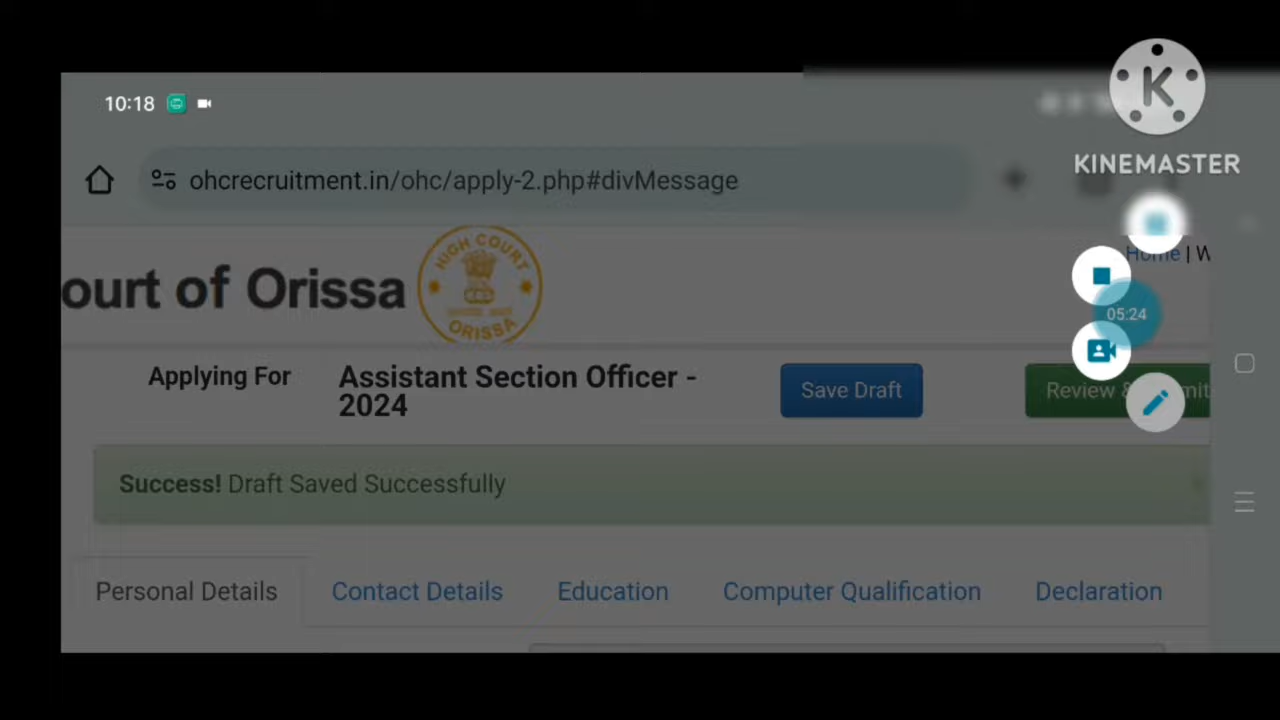 10:18
K
KINEMASTER
ohcrecruitment.in/ohc/apply-2.php#divMessage
Home | W
ourt of Orissa
HIGH COURT
ORISSA
05:24
Applying For
Assistant Section Officer -
2024
Save Draft
Review &
Success! Draft Saved Successfully
Personal Details
Contact Details
Education
Computer Qualification
Declaration